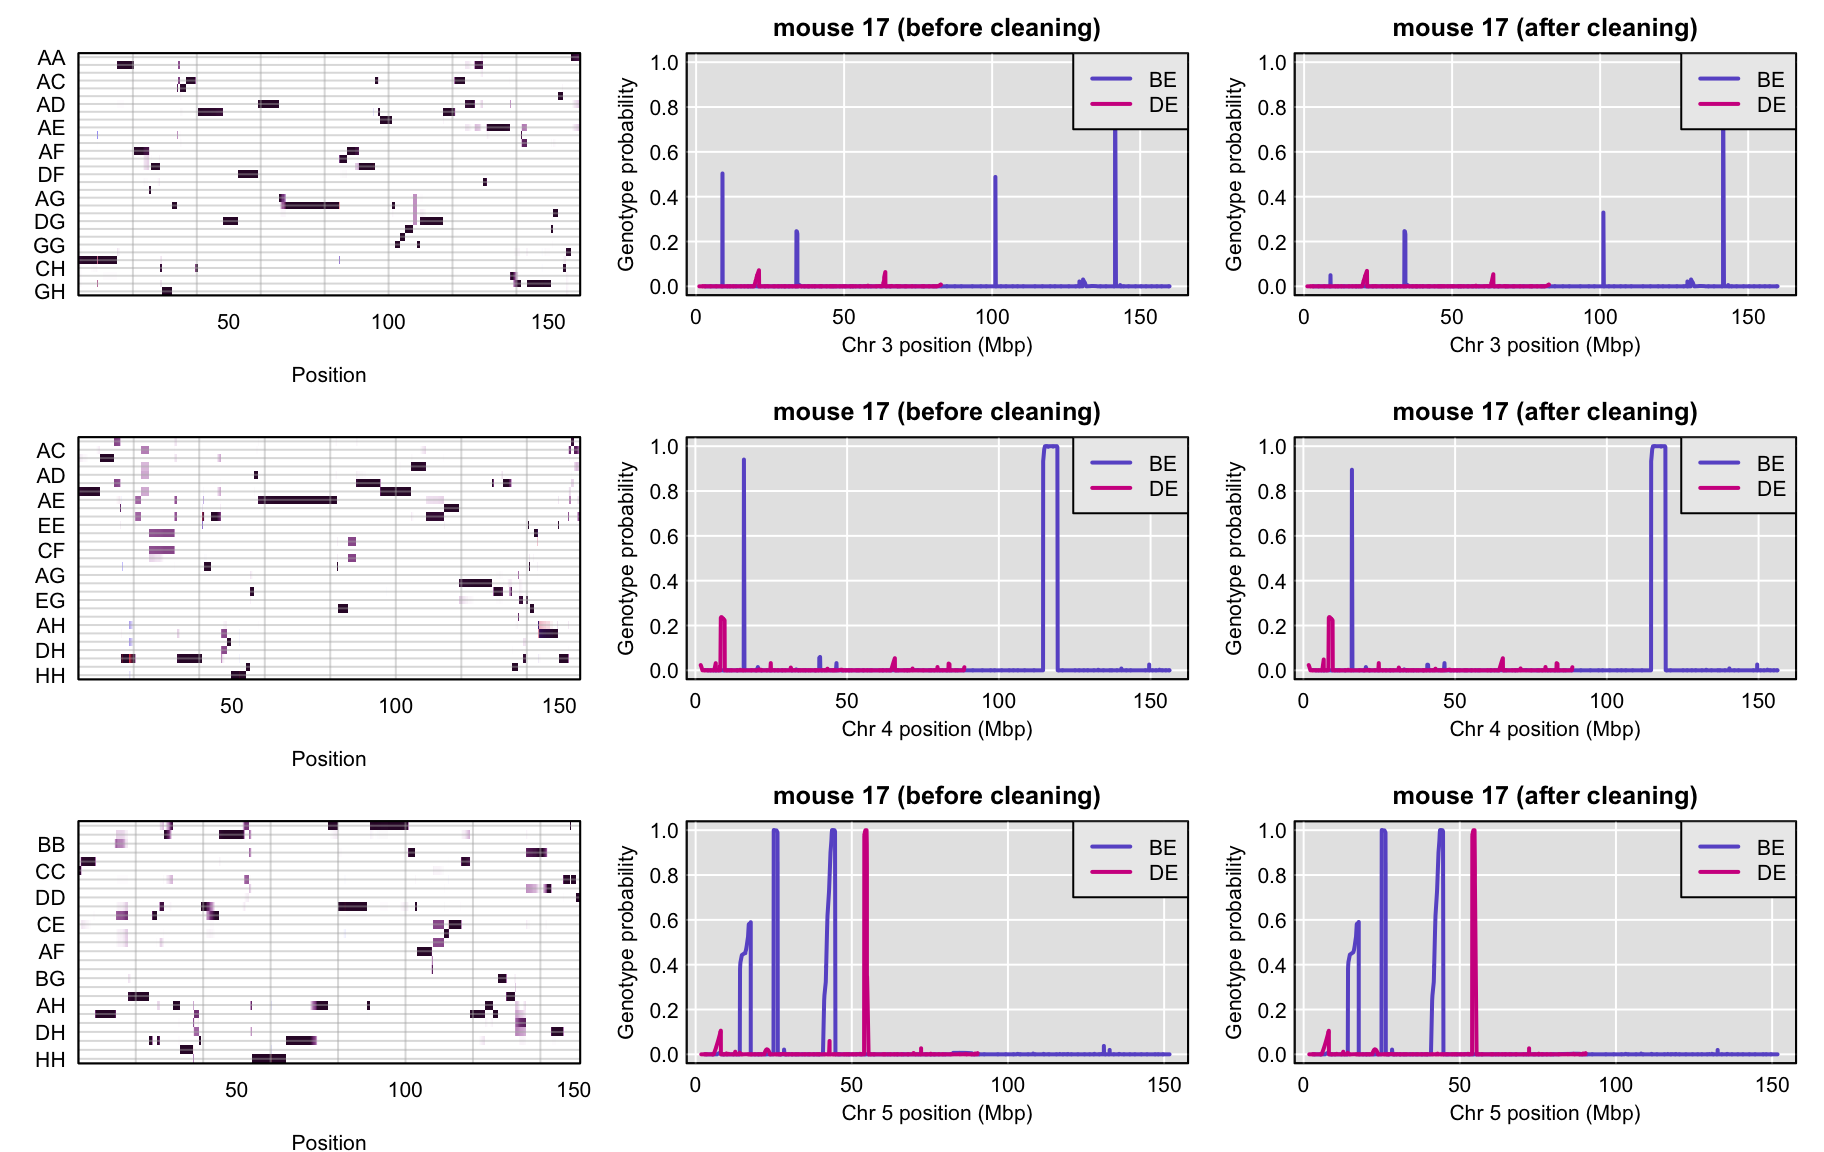 AA
AC
AD
AE
AF
DF
AG
DG
GG
CH
GH
50 100 150
Position
mouse 17 (before cleaning)
Genotype probability
1.0
0.8
0.6
0.4
0.2
0.0
BE
DE
0 50 100 150
Chr 3 position (Mbp)
mouse 17 (after cleaning)
Genotype probability
1.0
0.8
0.6
0.4
0.2
0.0
BE
DE
0 50 100 150
Chr 3 position (Mbp)
AC
AD
AE
EE
CF
AG
EG
AH
DH
HH
50 100 150
Position
mouse 17 (before cleaning)
Genotype probability
1.0
0.8
0.6
0.4
0.2
0.0
BE
DE
0 50 100 150
Chr 4 position (Mbp)
mouse 17 (after cleaning)
Genotype probability
1.0
0.8
0.6
0.4
0.2
0.0
BE
DE
0 50 100 150
Chr 4 position (Mbp)
BB
CC
DD
CE
AF
BG
AH
DH
HH
50 100 150
Position
mouse 17 (before cleaning)
Genotype probability
1.0
0.8
0.6
0.4
0.2
0.0
BE
DE
0 50 100 150
Chr 5 position (Mbp)
mouse 17 (after cleaning)
Genotype probability
1.0
0.8
0.6
0.4
0.2
0.0
BE
DE
0 50 100 150
Chr 5 position (Mbp)